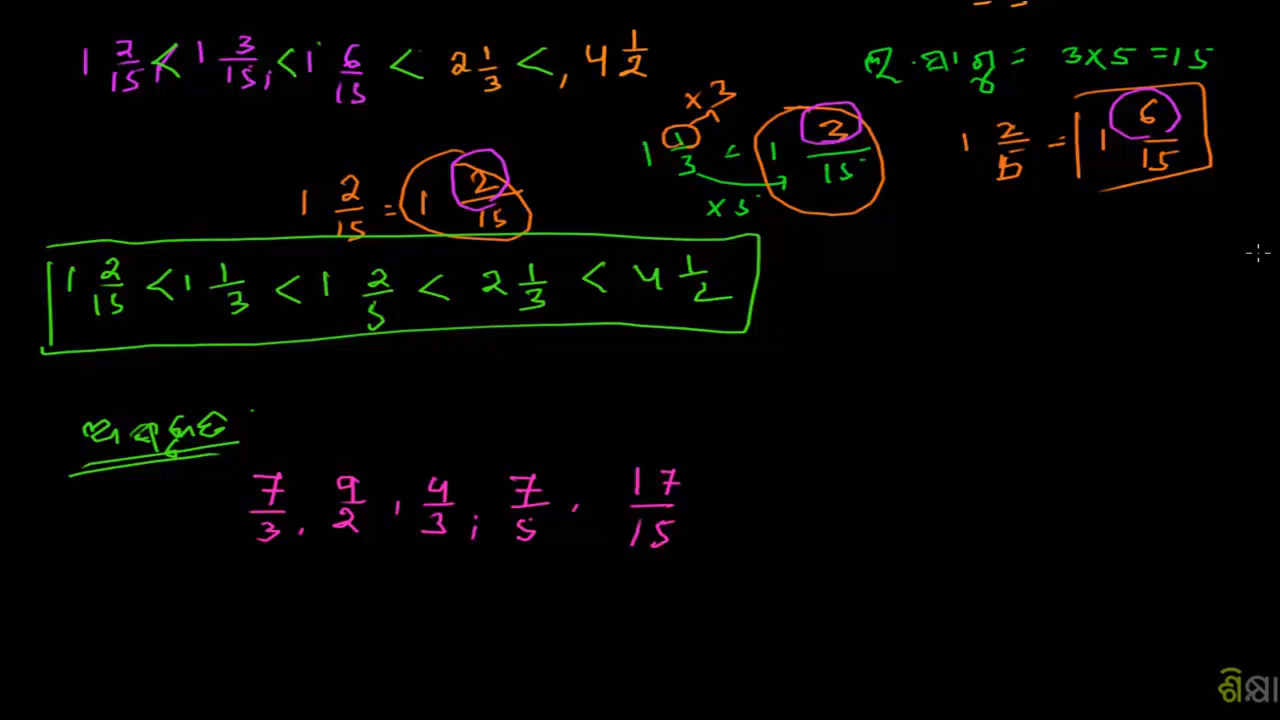 1 2/15 < 1 3/15, < 1 6/15 < 2 1/3 <, 4 1/2
3×5=15
×3
1 1/3 = 1 3/15
×5
1 2/5 = 1 6/15
1 2/15 = 1 2/15
1 2/15 < 1 1/3 < 1 2/5 < 2 1/3 < 4 1/2
7/3, 9/2, 4/3, 7/5, 17/15
ଶିକ୍ଷା